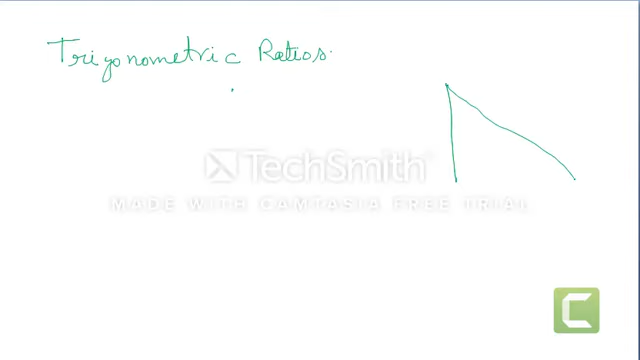 Trigonometric Ratios.
TechSmith
MADE WITH CAMTASIA FREE TRIAL